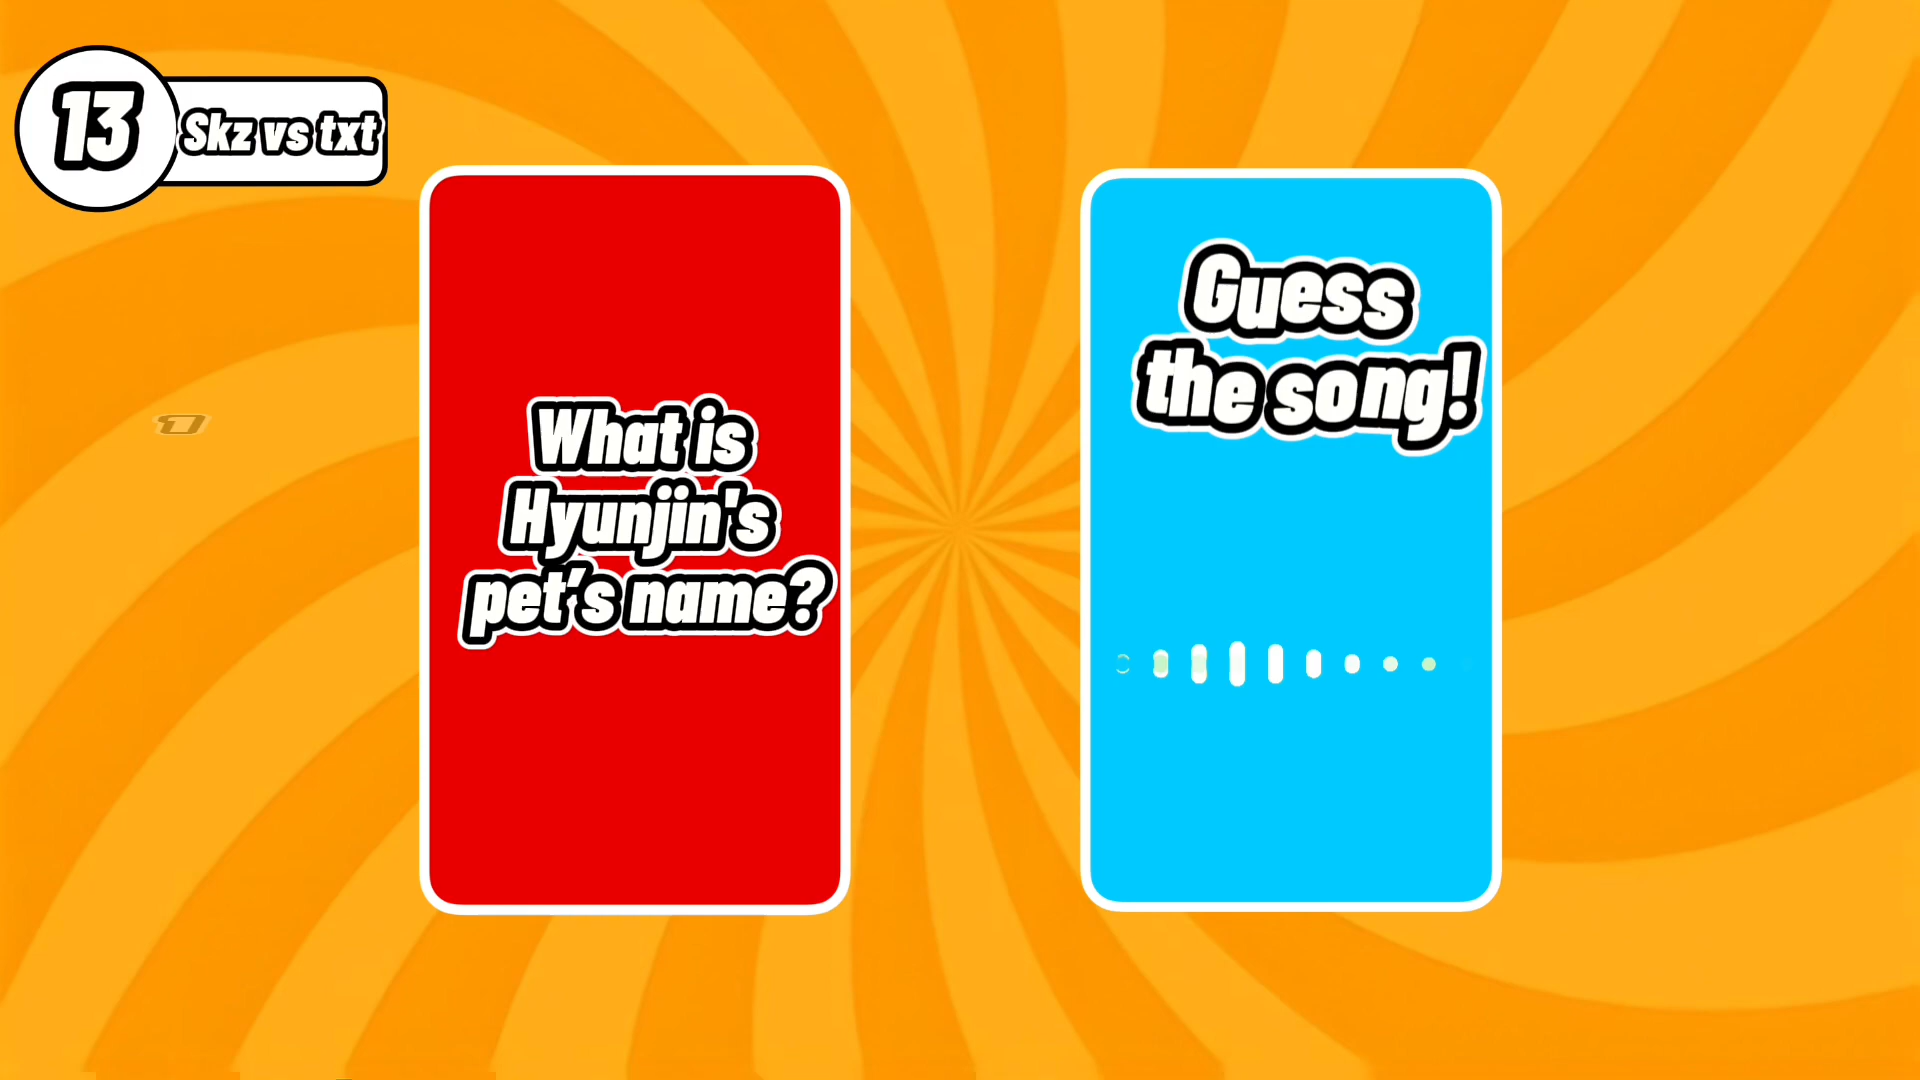 13
Skz vs txt
What is
Hyunjin's
pet's name?
Guess
the song!